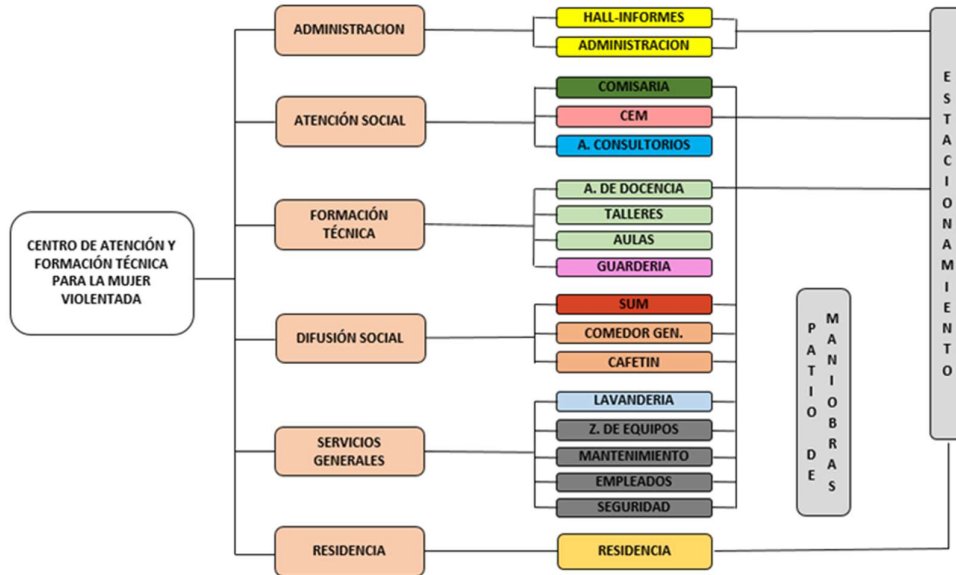 CENTRO DE ATENCIÓN Y
FORMACIÓN TÉCNICA
PARA LA MUJER
VIOLENTADA
ADMINISTRACION
HALL-INFORMES
ADMINISTRACION
ATENCIÓN SOCIAL
COMISARIA
CEM
A. CONSULTORIOS
FORMACIÓN
TÉCNICA
A. DE DOCENCIA
TALLERES
AULAS
GUARDERIA
DIFUSIÓN SOCIAL
SUM
COMEDOR GEN.
CAFETIN
SERVICIOS
GENERALES
LAVANDERIA
Z. DE EQUIPOS
MANTENIMIENTO
EMPLEADOS
SEGURIDAD
RESIDENCIA
RESIDENCIA
PATIO DE
MANIOBRAS
ESTACIONAMIENTO